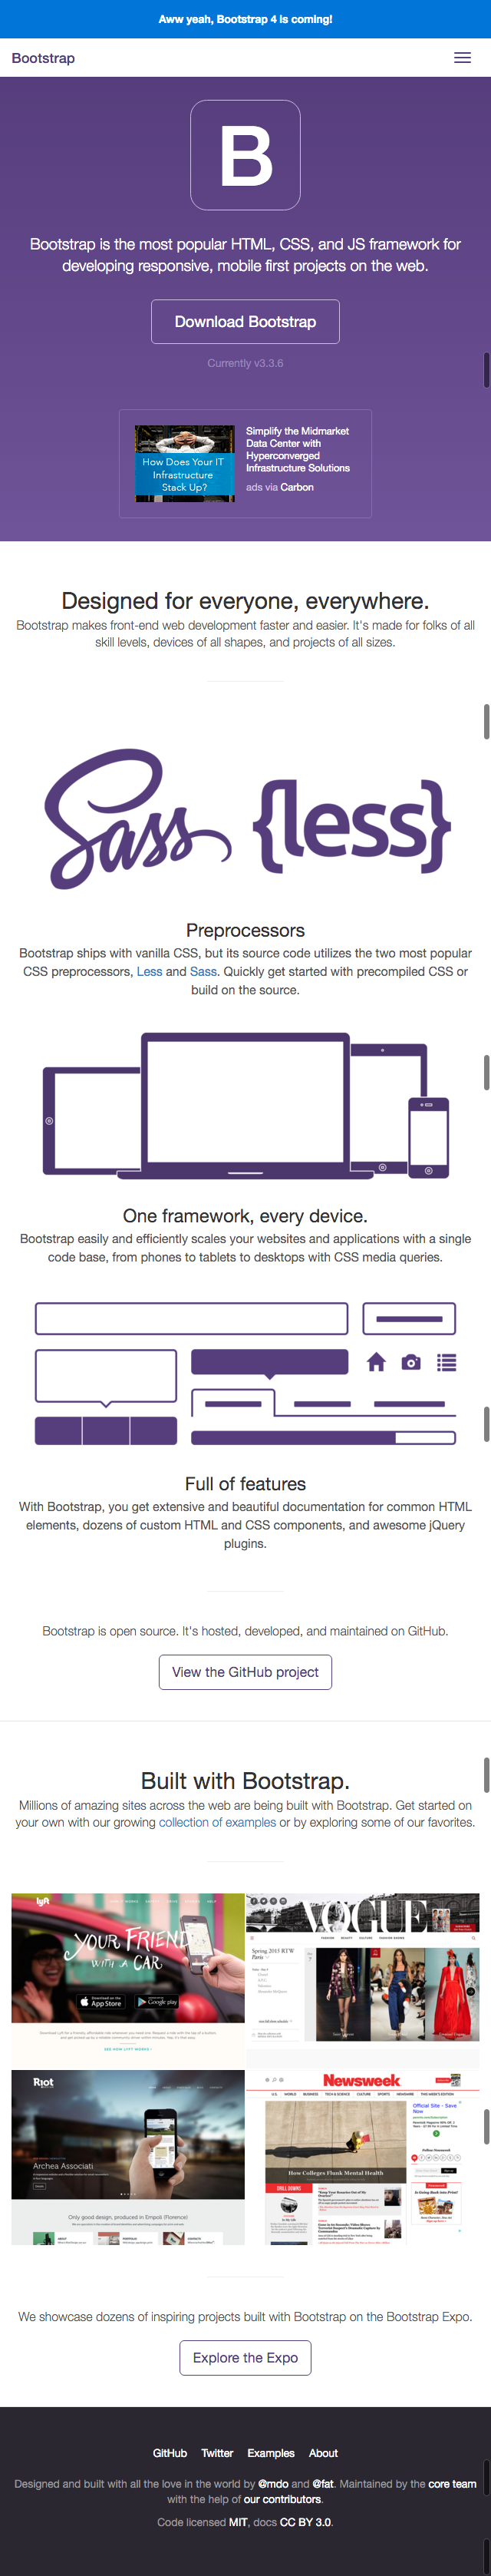 Aww yeah, Bootstrap 4 is coming!
Bootstrap
B
Bootstrap is the most popular HTML, CSS, and JS framework for
developing responsive, mobile first projects on the web.
Download Bootstrap
Currently v3.3.6
How Does Your IT
Infrastructure
Stack Up?
Simplify the Midmarket
Data Center with
Hyperconverged
Infrastructure Solutions
ads via Carbon
Designed for everyone, everywhere.
Bootstrap makes front-end web development faster and easier. It's made for folks of all
skill levels, devices of all shapes, and projects of all sizes.
Sass {less}
Preprocessors
Bootstrap ships with vanilla CSS, but its source code utilizes the two most popular
CSS preprocessors, Less and Sass. Quickly get started with precompiled CSS or
build on the source.
One framework, every device.
Bootstrap easily and efficiently scales your websites and applications with a single
code base, from phones to tablets to desktops with CSS media queries.
Full of features
With Bootstrap, you get extensive and beautiful documentation for common HTML
elements, dozens of custom HTML and CSS components, and awesome jQuery
plugins.
Bootstrap is open source. It's hosted, developed, and maintained on GitHub.
View the GitHub project
Built with Bootstrap.
Millions of amazing sites across the web are being built with Bootstrap. Get started on
your own with our growing collection of examples or by exploring some of our favorites.
lyft
YOUR FRIEND
WITH A CAR
App Store
Google play
SEE HOW LYFT WORKS
VOGUE
Spring 2013 RTW
Paris
Riot
Archea Associati
Only good design, produced in Empoli (Florence)
Newsweek
How Colleges Flunk Mental Health
Official Site - Save
Now
BRILL DOWNS
We showcase dozens of inspiring projects built with Bootstrap on the Bootstrap Expo.
Explore the Expo
GitHub Twitter Examples About
Designed and built with all the love in the world by @mdo and @fat. Maintained by the core team
with the help of our contributors.
Code licensed MIT, docs CC BY 3.0.